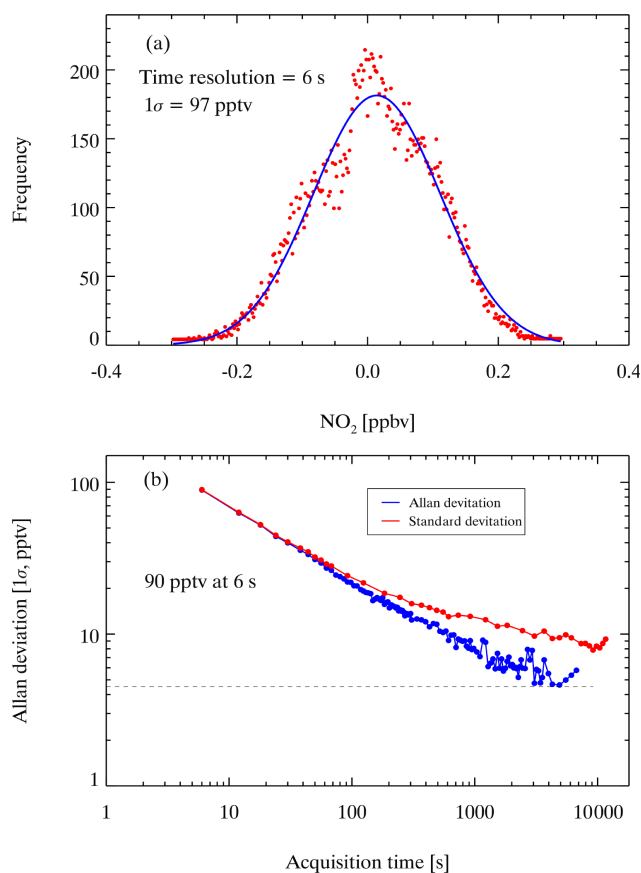 (a)
Time resolution = 6 s
1σ = 97 pptv
Frequency
200
150
100
50
0
-0.4
-0.2
0.0
0.2
0.4
NO2 [ppbv]
(b)
Allan devitation
Standard devitation
90 pptv at 6 s
Allan deviation [1σ, pptv]
100
10
1
1
10
100
1000
10000
Acquisition time [s]